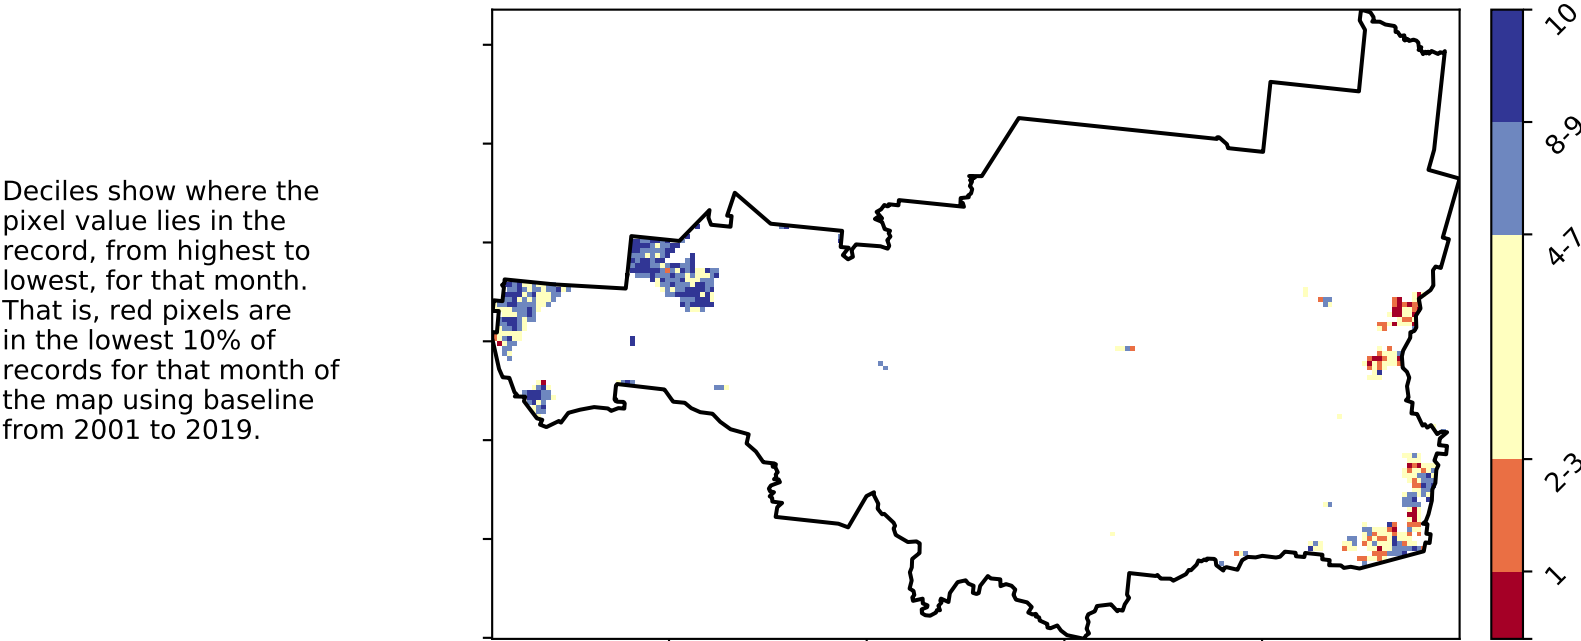 Deciles show where the
pixel value lies in the
record, from highest to
lowest, for that month.
That is, red pixels are
in the lowest 10% of
records for that month of
the map using baseline
from 2001 to 2019.
10
8-9
4-7
2-3
1